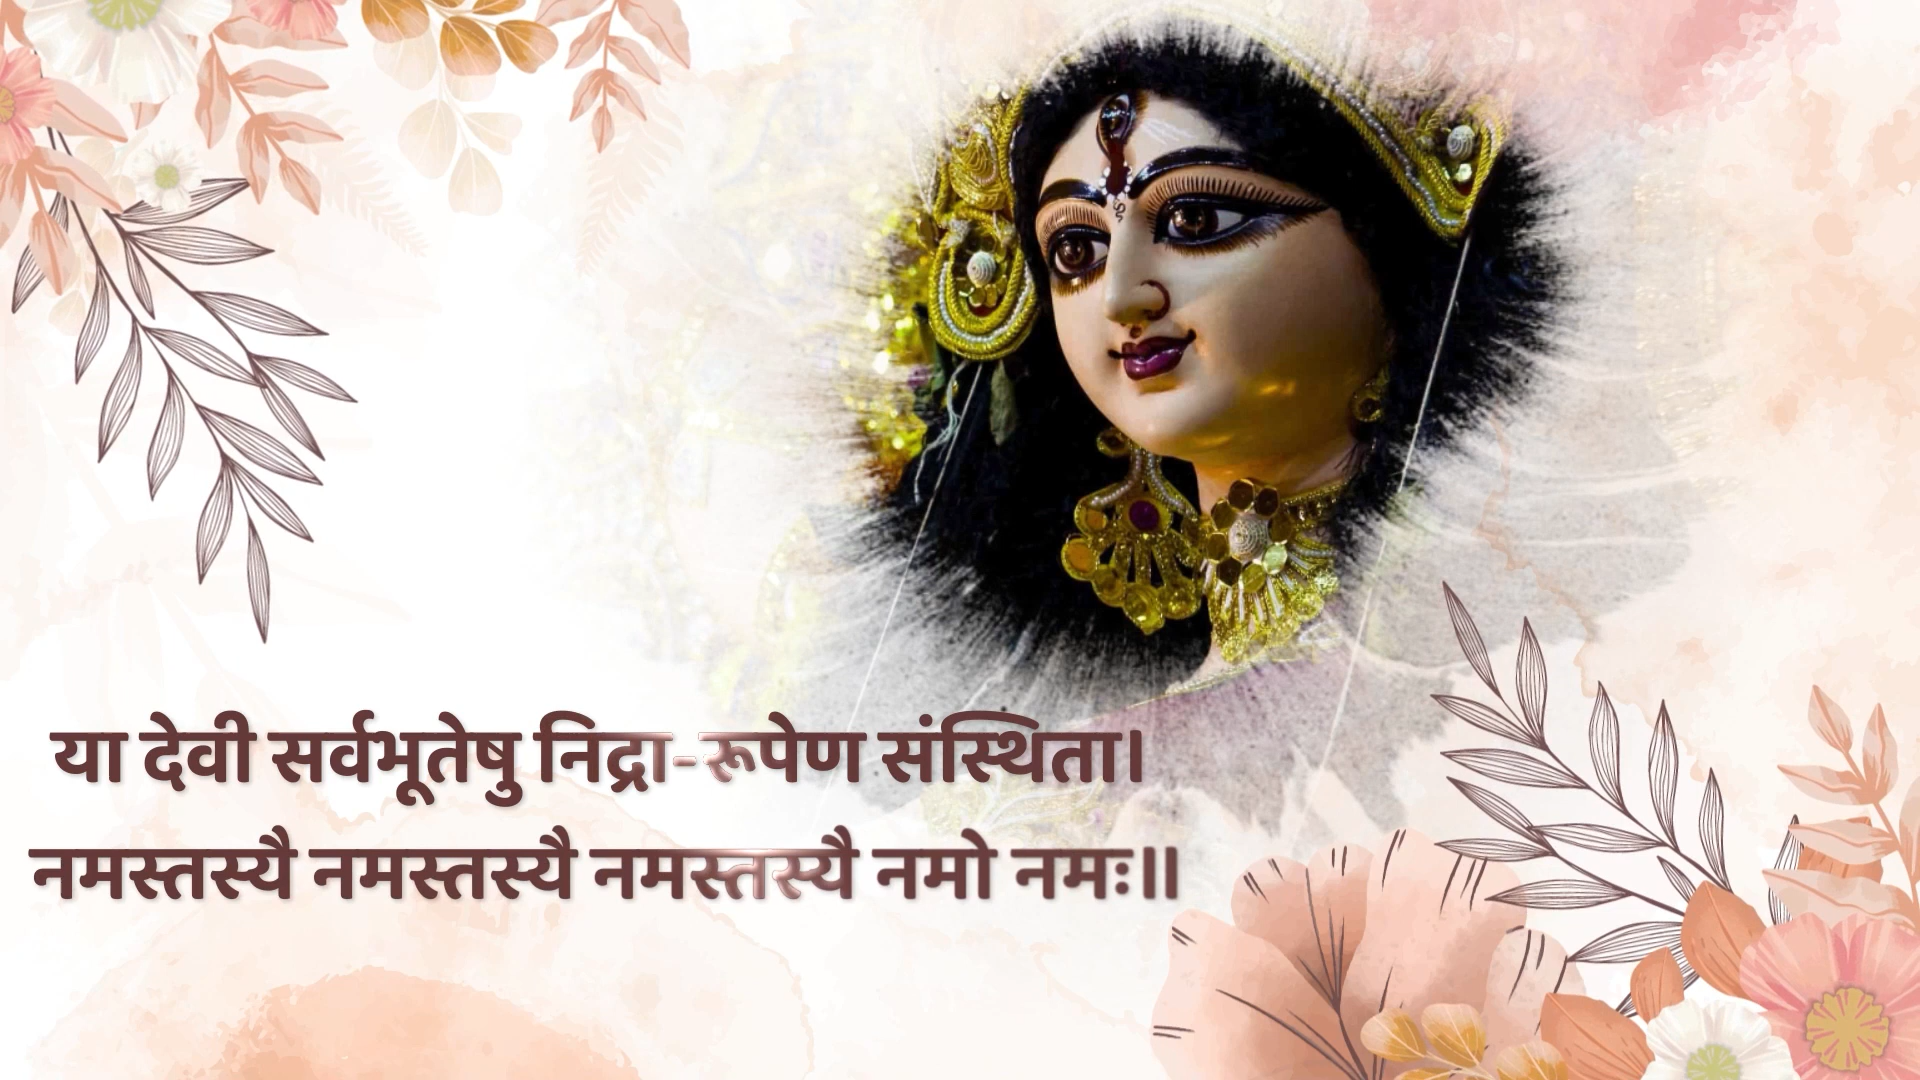 या देवी सर्वभूतेषु निद्रा-रूपेण संस्थिता।
नमस्तस्यै नमस्तस्यै नमस्तस्यै नमो नमः॥